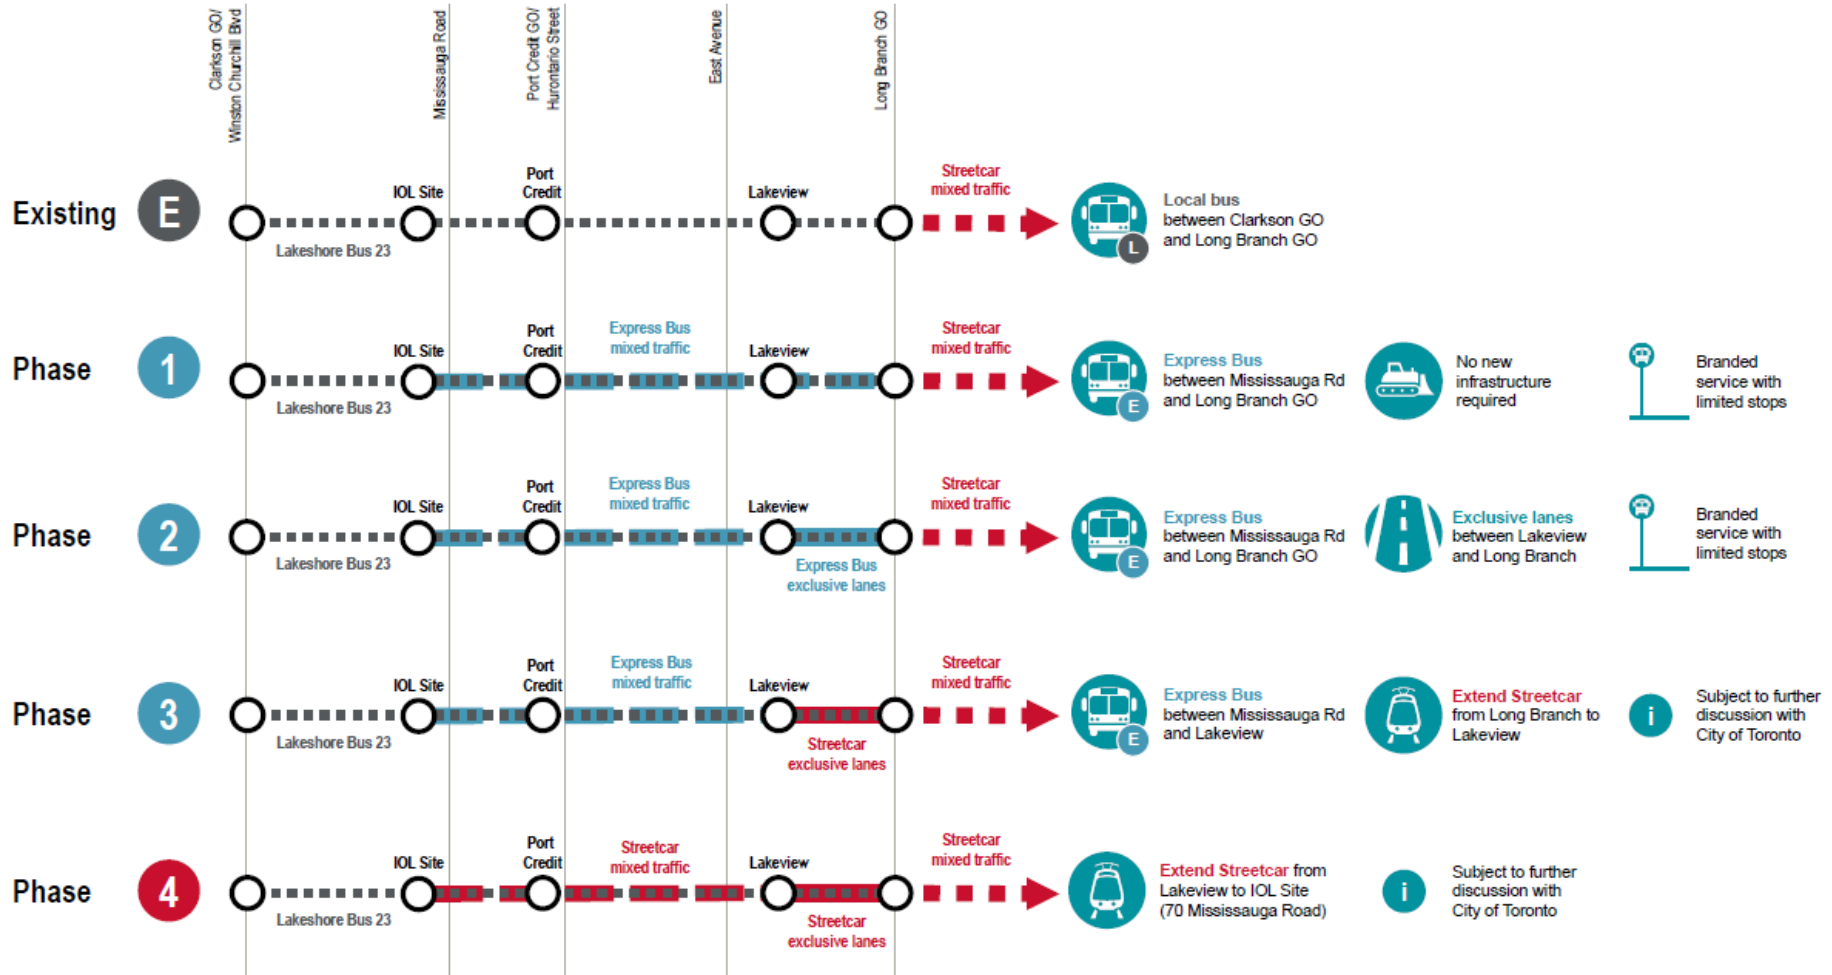 Clarkson GO/
Winston Churchill Blvd
Mississauga Road
Port Credit GO/
Hurontario Street
East Avenue
Long Branch GO
Existing
E
IOL Site
Port
Credit
Lakeview
Lakeshore Bus 23
Streetcar
mixed traffic
L
Local bus
between Clarkson GO
and Long Branch GO
Phase
1
IOL Site
Port
Credit
Express Bus
mixed traffic
Lakeview
Lakeshore Bus 23
Streetcar
mixed traffic
E
Express Bus
between Mississauga Rd
and Long Branch GO
No new
infrastructure
required
Branded
service with
limited stops
Phase
2
IOL Site
Port
Credit
Express Bus
mixed traffic
Lakeview
Lakeshore Bus 23
Express Bus
exclusive lanes
Streetcar
mixed traffic
E
Express Bus
between Mississauga Rd
and Long Branch GO
Exclusive lanes
between Lakeview
and Long Branch
Branded
service with
limited stops
Phase
3
IOL Site
Port
Credit
Express Bus
mixed traffic
Lakeview
Lakeshore Bus 23
Streetcar
exclusive lanes
Streetcar
mixed traffic
E
Express Bus
between Mississauga Rd
and Lakeview
Extend Streetcar
from Long Branch to
Lakeview
i
Subject to further
discussion with
City of Toronto
Phase
4
IOL Site
Port
Credit
Streetcar
mixed traffic
Lakeview
Lakeshore Bus 23
Streetcar
exclusive lanes
Streetcar
mixed traffic
Extend Streetcar from
Lakeview to IOL Site
(70 Mississauga Road)
i
Subject to further
discussion with
City of Toronto